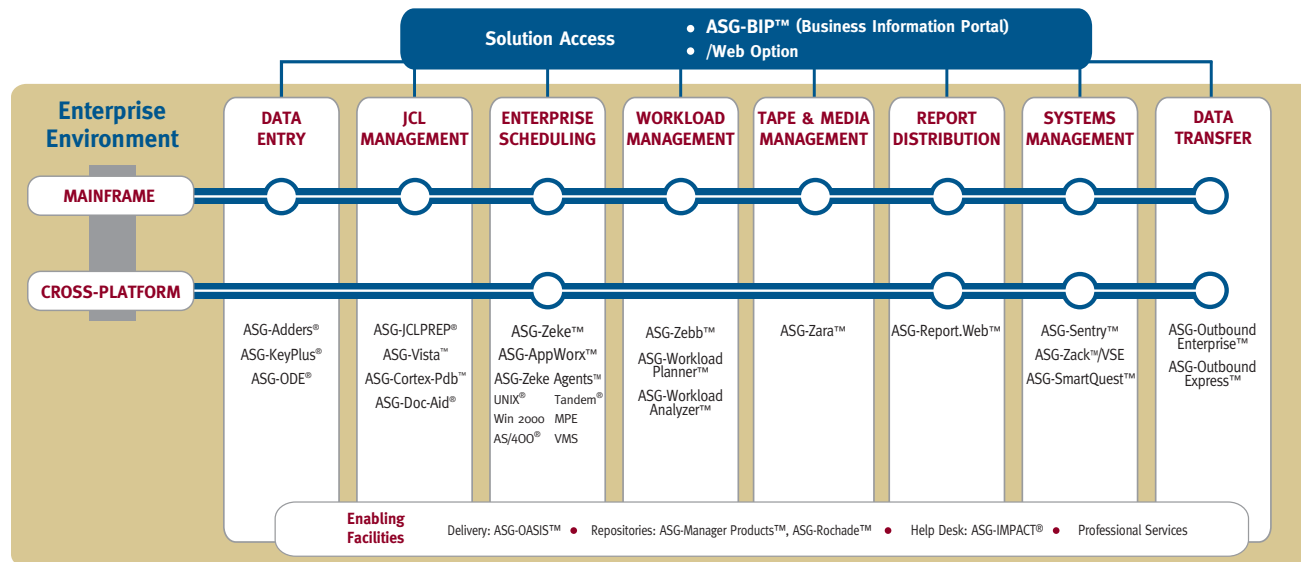 Solution Access
• ASG-BIP™ (Business Information Portal)
• /Web Option
Enterprise
Environment
DATA
ENTRY
JCL
MANAGEMENT
ENTERPRISE
SCHEDULING
WORKLOAD
MANAGEMENT
TAPE & MEDIA
MANAGEMENT
REPORT
DISTRIBUTION
SYSTEMS
MANAGEMENT
DATA
TRANSFER
MAINFRAME
CROSS-PLATFORM
ASG-Adders®
ASG-KeyPlus®
ASG-ODE®
ASG-JCLPREP®
ASG-Vista™
ASG-Cortex-Pdb™
ASG-Doc-Aid®
ASG-Zeke™
ASG-AppWorx™
ASG-Zeke Agents™
UNIX® Tandem®
Win 2000 MPE
AS/400® VMS
ASG-Zebb™
ASG-Workload
Planner™
ASG-Workload
Analyzer™
ASG-Zara™
ASG-Report.Web™
ASG-Sentry™
ASG-Zack™/VSE
ASG-SmartQuest™
ASG-Outbound
Enterprise™
ASG-Outbound
Express™
Enabling
Facilities
Delivery: ASG-OASIS™ • Repositories: ASG-Manager Products™, ASG-Rochade™ • Help Desk: ASG-IMPACT® • Professional Services